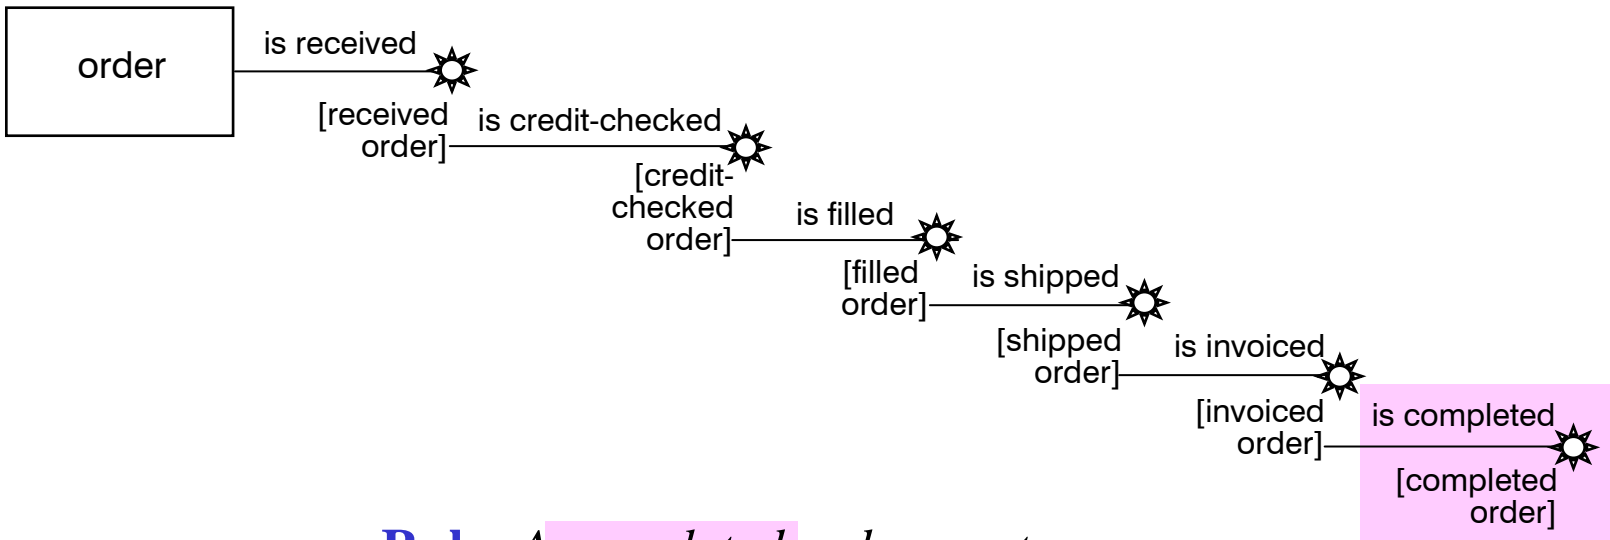 order
is received
[received
order]
is credit-checked
[credit-
checked
order]
is filled
[filled
order]
is shipped
[shipped
order]
is invoiced
[invoiced
order]
is completed
[completed
order]